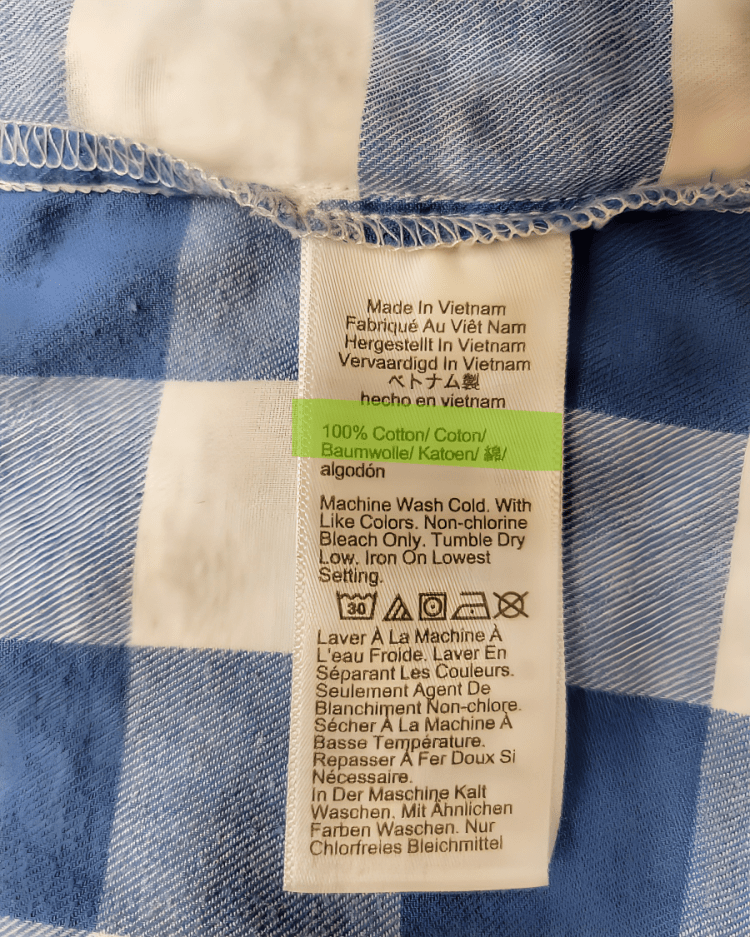 Made In Vietnam
Fabriqué Au Viêt Nam
Hergestellt In Vietnam
Vervaardigd In Vietnam
ベトナム製
hecho en vietnam
100% Cotton/ Coton/
Baumwolle/ Katoen/ 綿/
algodón
Machine Wash Cold. With
Like Colors. Non-chlorine
Bleach Only. Tumble Dry
Low. Iron On Lowest
Setting.
30
Laver À La Machine À
L'eau Froide. Laver En
Séparant Les Couleurs.
Seulement Agent De
Blanchiment Non-chlore.
Sécher À La Machine À
Basse Température.
Repasser À Fer Doux Si
Nécessaire.
In Der Maschine Kalt
Waschen. Mit Ähnlichen
Farben Waschen. Nur
Chlorfreies Bleichmittel